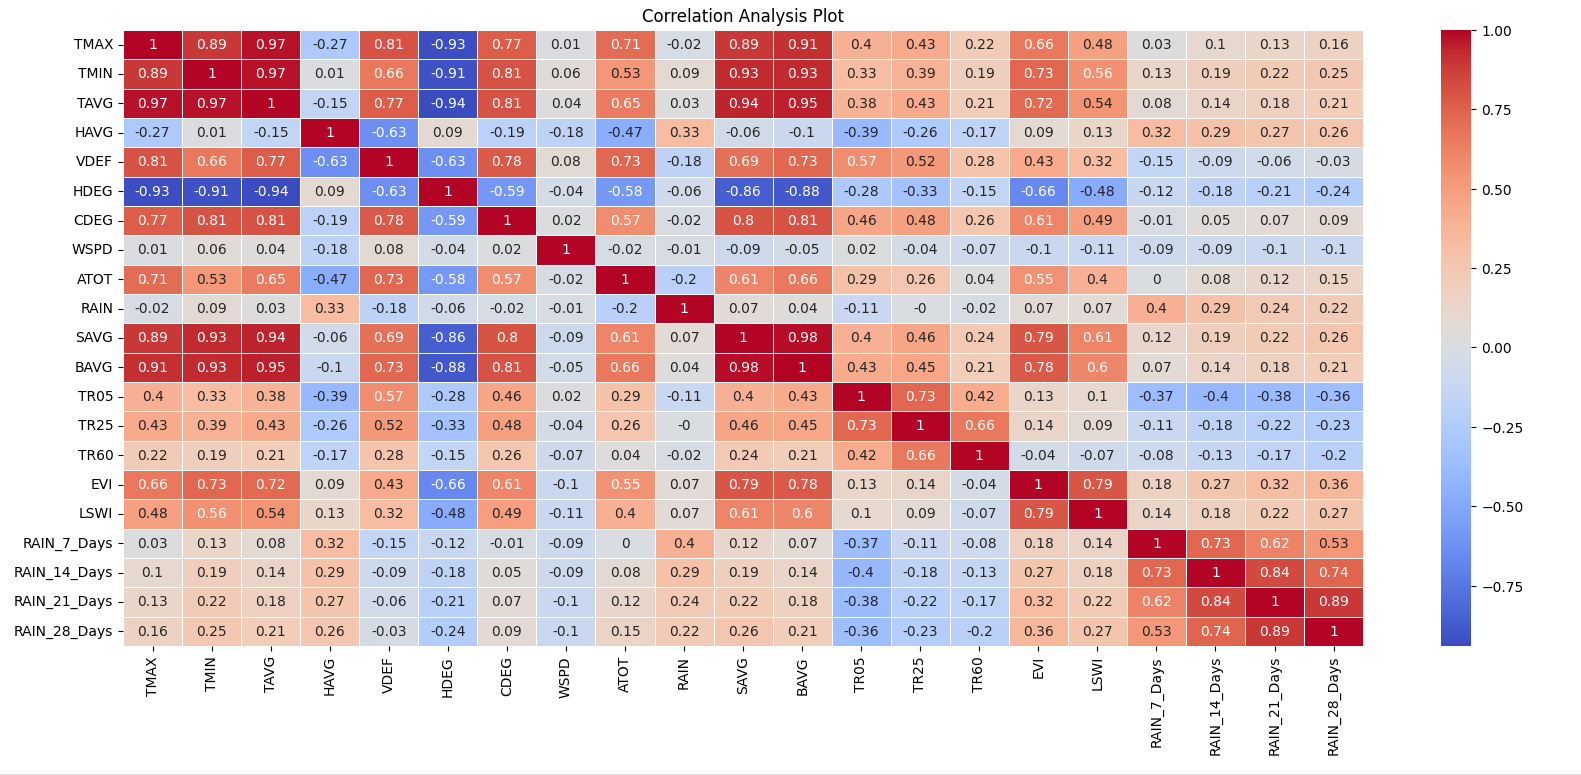 Correlation Analysis Plot
TMAX 1 0.89 0.97 -0.27 0.81 -0.93 0.77 0.01 0.71 -0.02 0.89 0.91 0.4 0.43 0.22 0.66 0.48 0.03 0.1 0.13 0.16
TMIN 0.89 1 0.97 0.01 0.66 -0.91 0.81 0.06 0.53 0.09 0.93 0.93 0.33 0.39 0.19 0.73 0.56 0.13 0.19 0.22 0.25
TAVG 0.97 0.97 1 -0.15 0.77 -0.94 0.81 0.04 0.65 0.03 0.94 0.95 0.38 0.43 0.21 0.72 0.54 0.08 0.14 0.18 0.21
HAVG -0.27 0.01 -0.15 1 -0.63 0.09 -0.19 -0.18 -0.47 0.33 -0.06 -0.1 -0.39 -0.26 -0.17 0.09 0.13 0.32 0.29 0.27 0.26
VDEF 0.81 0.66 0.77 -0.63 1 -0.63 0.78 0.08 0.73 -0.18 0.69 0.73 0.57 0.52 0.28 0.43 0.32 -0.15 -0.09 -0.06 -0.03
HDEG -0.93 -0.91 -0.94 0.09 -0.63 1 -0.59 -0.04 -0.58 -0.06 -0.86 -0.88 -0.28 -0.33 -0.15 -0.66 -0.48 -0.12 -0.18 -0.21 -0.24
CDEG 0.77 0.81 0.81 -0.19 0.78 -0.59 1 0.02 0.57 -0.02 0.8 0.81 0.46 0.48 0.26 0.61 0.49 -0.01 0.05 0.07 0.09
WSPD 0.01 0.06 0.04 -0.18 0.08 -0.04 0.02 1 -0.02 -0.01 -0.09 -0.05 0.02 -0.04 -0.07 -0.1 -0.11 -0.09 -0.09 -0.1 -0.1
ATOT 0.71 0.53 0.65 -0.47 0.73 -0.58 0.57 -0.02 1 -0.2 0.61 0.66 0.29 0.26 0.04 0.55 0.4 0 0.08 0.12 0.15
RAIN -0.02 0.09 0.03 0.33 -0.18 -0.06 -0.02 -0.01 -0.2 1 0.07 0.04 -0.11 -0 -0.02 0.07 0.07 0.4 0.29 0.24 0.22
SAVG 0.89 0.93 0.94 -0.06 0.69 -0.86 0.8 -0.09 0.61 0.07 1 0.98 0.4 0.46 0.24 0.79 0.61 0.12 0.19 0.22 0.26
BAVG 0.91 0.93 0.95 -0.1 0.73 -0.88 0.81 -0.05 0.66 0.04 0.98 1 0.43 0.45 0.21 0.78 0.6 0.07 0.14 0.18 0.21
TR05 0.4 0.33 0.38 -0.39 0.57 -0.28 0.46 0.02 0.29 -0.11 0.4 0.43 1 0.73 0.42 0.13 0.1 -0.37 -0.4 -0.38 -0.36
TR25 0.43 0.39 0.43 -0.26 0.52 -0.33 0.48 -0.04 0.26 -0 0.46 0.45 0.73 1 0.66 0.14 0.09 -0.11 -0.18 -0.22 -0.23
TR60 0.22 0.19 0.21 -0.17 0.28 -0.15 0.26 -0.07 0.04 -0.02 0.24 0.21 0.42 0.66 1 -0.04 -0.07 -0.08 -0.13 -0.17 -0.2
EVI 0.66 0.73 0.72 0.09 0.43 -0.66 0.61 -0.1 0.55 0.07 0.79 0.78 0.13 0.14 -0.04 1 0.79 0.18 0.27 0.32 0.36
LSWI 0.48 0.56 0.54 0.13 0.32 -0.48 0.49 -0.11 0.4 0.07 0.61 0.6 0.1 0.09 -0.07 0.79 1 0.14 0.18 0.22 0.27
RAIN_7_Days 0.03 0.13 0.08 0.32 -0.15 -0.12 -0.01 -0.09 0 0.4 0.12 0.07 -0.37 -0.11 -0.08 0.18 0.14 1 0.73 0.62 0.53
RAIN_14_Days 0.1 0.19 0.14 0.29 -0.09 -0.18 0.05 -0.09 0.08 0.29 0.19 0.14 -0.4 -0.18 -0.13 0.27 0.18 0.73 1 0.84 0.74
RAIN_21_Days 0.13 0.22 0.18 0.27 -0.06 -0.21 0.07 -0.1 0.12 0.24 0.22 0.18 -0.38 -0.22 -0.17 0.32 0.22 0.62 0.84 1 0.89
RAIN_28_Days 0.16 0.25 0.21 0.26 -0.03 -0.24 0.09 -0.1 0.15 0.22 0.26 0.21 -0.36 -0.23 -0.2 0.36 0.27 0.53 0.74 0.89 1
TMAX TMIN TAVG HAVG VDEF HDEG CDEG WSPD ATOT RAIN SAVG BAVG TR05 TR25 TR60 EVI LSWI RAIN_7_Days RAIN_14_Days RAIN_21_Days RAIN_28_Days
1.00
0.75
0.50
0.25
0.00
−0.25
−0.50
−0.75